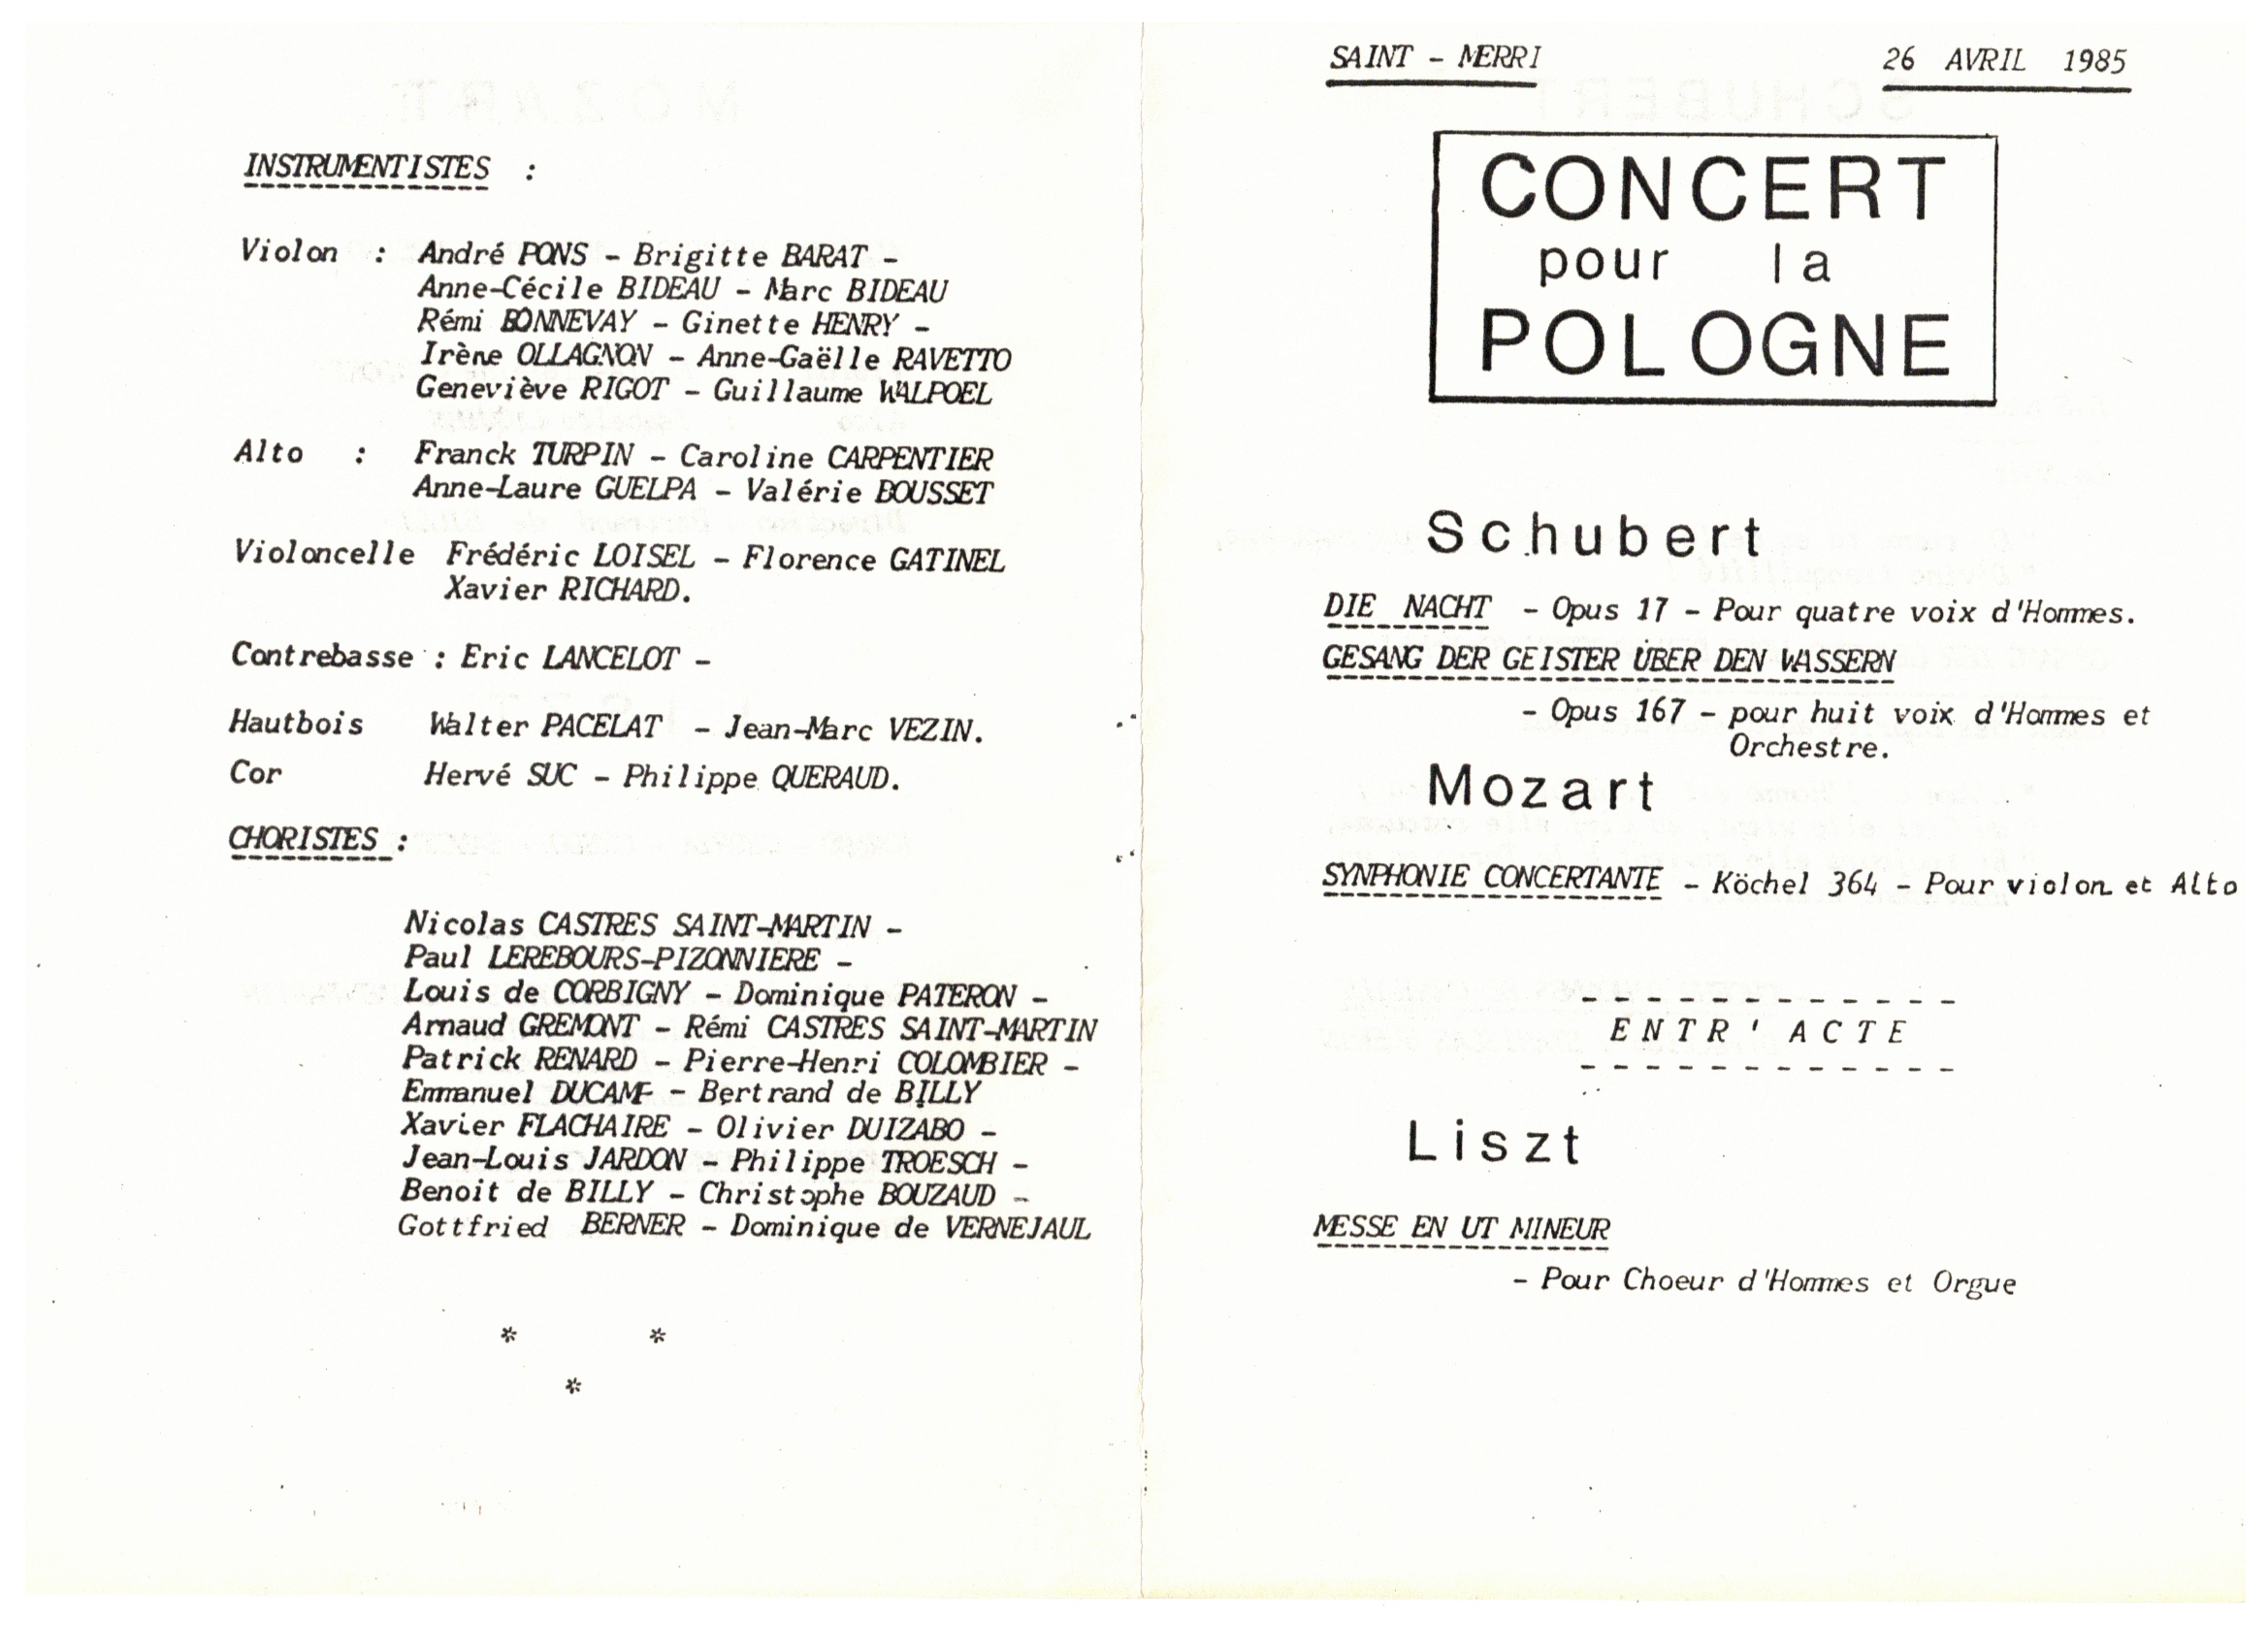 INSTRUMENTISTES :
Violon : André PONS - Brigitte BARAT -
Anne-Cécile BIDEAU - Marc BIDEAU
Rémi BONNEVAY - Ginette HENRY -
Irène OLLAGNON - Anne-Gaëlle RAVETTO
Geneviève RIGOT - Guillaume WALPOEL
Alto : Franck TURPIN - Caroline CARPENTIER
Anne-Laure GUELPA - Valérie BOUSSET
Violoncelle Frédéric LOISEL - Florence GATINEL
Xavier RICHARD.
Contrebasse : Eric LANCELOT -
Hautbois Walter PACELAT - Jean-Marc VEZIN.
Cor Hervé SUC - Philippe QUERAUD.
CHORISTES :
Nicolas CASTRES SAINT-MARTIN -
Paul LEREBOURS-PIZONNIERE -
Louis de CORBIGNY - Dominique PATERON -
Arnaud GREMONT - Rémi CASTRES SAINT-MARTIN
Patrick RENARD - Pierre-Henri COLOMBIER -
Emmanuel DUCAMP - Bertrand de BILLY
Xavier FLACHAIRE - Olivier DUIZABO -
Jean-Louis JARDON - Philippe TROESCH -
Benoit de BILLY - Christophe BOUZAUD -
Gottfried BERNER - Dominique de VERNEJAUL
* *
*
SAINT - MERRI 26 AVRIL 1985
CONCERT
pour la
POLOGNE
Schubert
DIE NACHT - Opus 17 - Pour quatre voix d'Hommes.
GESANG DER GEISTER ÜBER DEN WASSERN
- Opus 167 - pour huit voix d'Hommes et
Orchestre.
Mozart
SYNPHONIE CONCERTANTE - Köchel 364 - Pour violon et Alto
ENTR' ACTE
Liszt
MESSE EN UT MINEUR
- Pour Choeur d'Hommes et Orgue